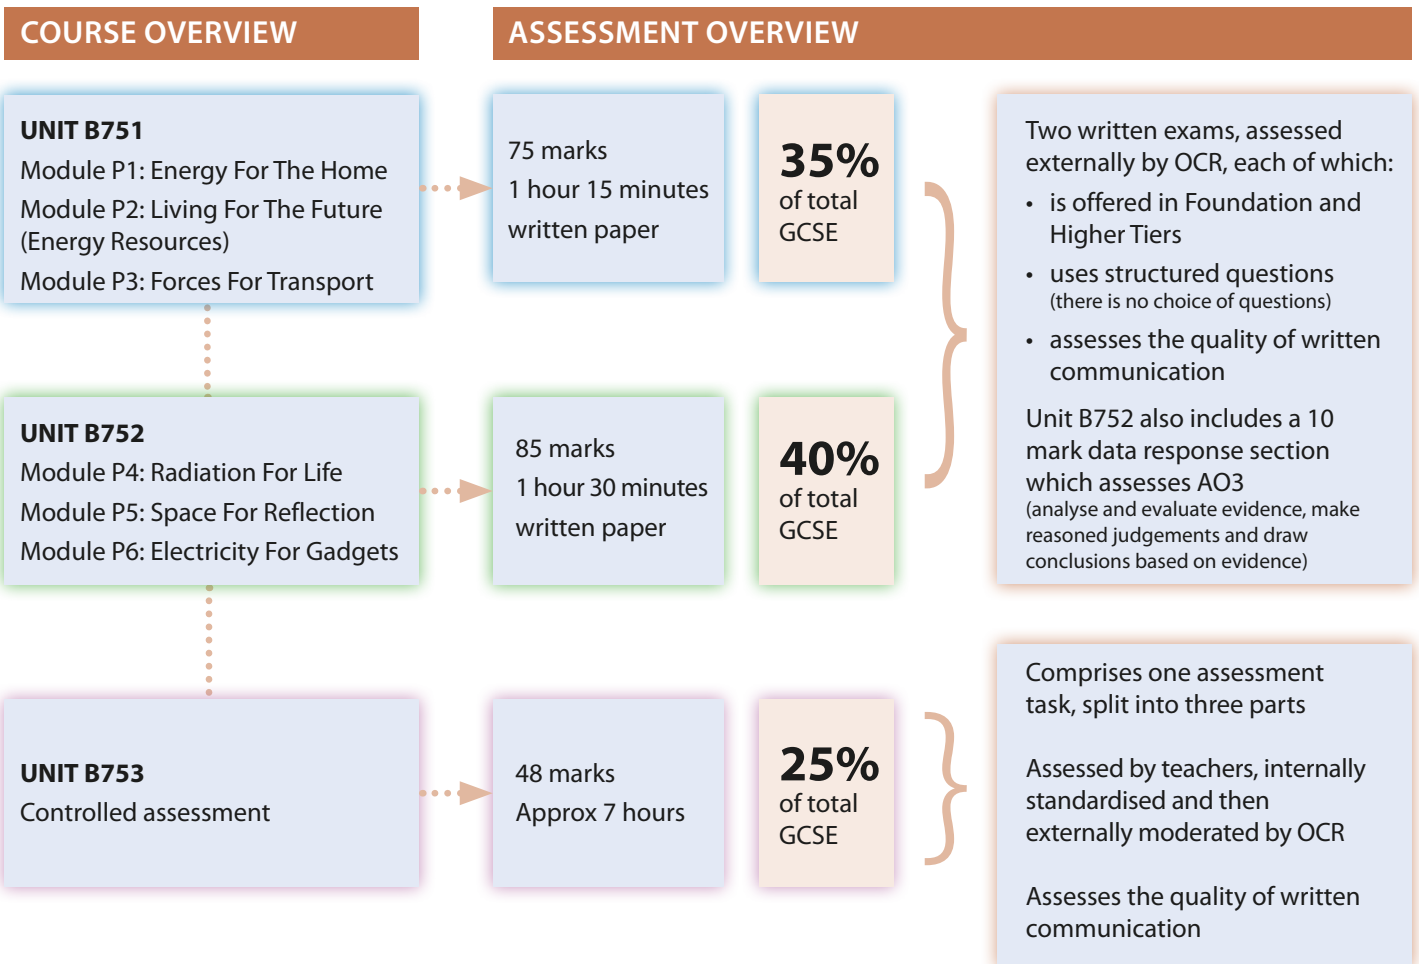 COURSE OVERVIEW
ASSESSMENT OVERVIEW
UNIT B751
Module P1: Energy For The Home
Module P2: Living For The Future
(Energy Resources)
Module P3: Forces For Transport
75 marks
1 hour 15 minutes
written paper
35%
of total
GCSE
Two written exams, assessed
externally by OCR, each of which:
• is offered in Foundation and
Higher Tiers
• uses structured questions
(there is no choice of questions)
• assesses the quality of written
communication
Unit B752 also includes a 10
mark data response section
which assesses AO3
(analyse and evaluate evidence, make
reasoned judgements and draw
conclusions based on evidence)
UNIT B752
Module P4: Radiation For Life
Module P5: Space For Reflection
Module P6: Electricity For Gadgets
85 marks
1 hour 30 minutes
written paper
40%
of total
GCSE
UNIT B753
Controlled assessment
48 marks
Approx 7 hours
25%
of total
GCSE
Comprises one assessment
task, split into three parts
Assessed by teachers, internally
standardised and then
externally moderated by OCR
Assesses the quality of written
communication